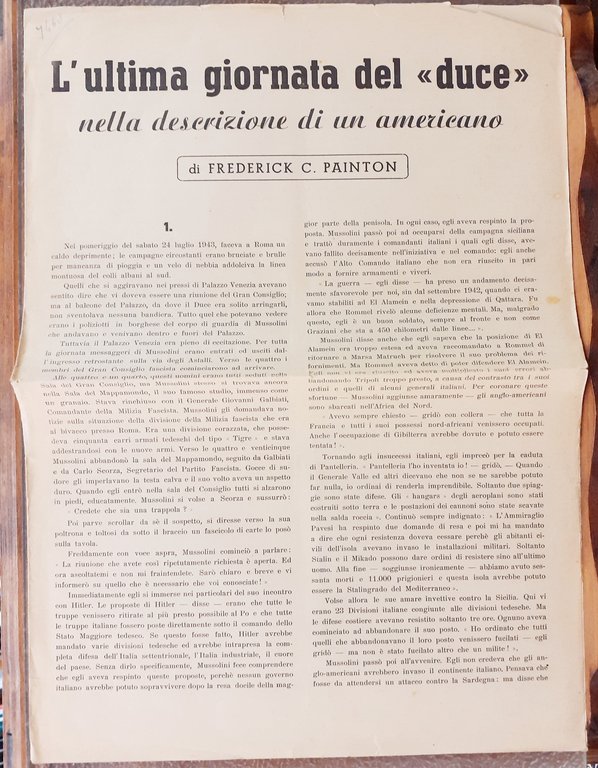 L'ultima giornata del «duce»
nella descrizione di un americano
di FREDERICK C. PAINTON
1.
Nel pomeriggio del sabato 24 luglio 1943, faceva a Roma un
caldo deprimente; le campagne circostanti erano bruciate e brulle
per mancanza di pioggia e un velo di nebbia addolciva la linea
montuosa dei colli albani al sud.
Quelli che si aggiravano nei pressi di Palazzo Venezia avevano
sentito dire che vi doveva essere una riunione del Gran Consiglio;
ma al balcone del Palazzo, da dove il Duce era solito arringarli,
non sventolava nessuna bandiera. Tutto quel che potevano vedere
erano i poliziotti in borghese del corpo di guardia di Mussolini
che andavano e venivano dentro e fuori del Palazzo.
Tuttavia il Palazzo Venezia era pieno di eccitazione. Per tutta
la giornata messaggeri di Mussolini erano entrati ed usciti dal-
l'ingresso retrostante sulla via degli Astalli. Verso le quattro i
membri del Gran Consiglio fascista cominciarono ad arrivare.
Alle quattro e un quarto, questi uomini erano tutti seduti nella
Sala del Gran Consiglio, ma Mussolini stesso si trovava ancora
nella Sala del Mappamondo, il suo famoso studio, immenso come
un granaio. Stava rinchiuso con il Generale Giovanni Galbiati,
Comandante della Milizia Fascista. Mussolini gli domandava no-
tizie sulla situazione della divisione della Milizia fascista che era
al bivacco presso Roma. Era una divisione corazzata, che posse-
deva cinquanta carri armati tedeschi del tipo « Tigre » e stava
addestrandosi con le nuove armi. Verso le quattro e venticinque
Mussolini abbandonò la sala del Mappamondo, seguito da Galbiati
e da Carlo Scorza, Segretario del Partito Fascista. Gocce di su-
dore gli imperlavano la testa calva e il suo volto aveva un aspetto
duro. Quando egli entrò nella sala del Consiglio tutti si alzarono
in piedi, educatamente. Mussolini si volse a Scorza e sussurrò:
« Credete che sia una trappola ? »
Poi parve scrollar da sè il sospetto, si diresse verso la sua
poltrona e toltosi da sotto il braccio un fascicolo di carte lo posò
sulla tavola.
Freddamente con voce aspra, Mussolini cominciò a parlare:
« La riunione che avete così ripetutamente richiesta è aperta. Ed
ora ascoltatemi e non mi fraintendete. Sarò chiaro e breve e vi
informerò su quello che è necessario che voi conosciate! »
Immediatamente egli si immerse nei particolari del suo incontro
con Hitler. Le proposte di Hitler — disse — erano che tutte le
truppe venissero ritirate al più presto possibile al Po e che tutte
le truppe italiane fossero poste direttamente sotto il comando dello
Stato Maggiore tedesco. Se questo fosse fatto, Hitler avrebbe
mandato varie divisioni tedesche ed avrebbe intrapresa la com-
pleta difesa dell'Italia settentrionale, l'Italia industriale, il cuore
del paese. Senza dirlo specificamente, Mussolini fece comprendere
che egli aveva respinto queste proposte, perchè nessun governo
italiano avrebbe potuto sopravvivere dopo la resa docile della mag-
gior parte della penisola. In ogni caso, egli aveva respinto la pro-
posta. Mussolini passò poi ad occuparsi della campagna siciliana
e trattò duramente i comandanti italiani i quali egli disse, ave-
vano fallito decisamente nell'iniziativa e nel comando: egli anche
accusò l'Alto Comando italiano che non era riuscito in pari
modo a fornire armamenti e viveri.
« La guerra — egli disse — ha preso un andamento decisa-
mente sfavorevole per noi, sin dal settembre 1942, quando ci era-
vamo stabiliti ad El Alamein e nella depressione di Qattara. Fu
allora che Rommel rivelò alcune deficienze mentali. Ma, malgrado
questo, egli è un buon soldato, sempre al fronte e non come
Graziani che sta a 450 chilometri dalle linee... ».
Mussolini disse anche che egli sapeva che la posizione di El
Alamein era troppo estesa ed aveva raccomandato a Rommel di
ritornare a Marsa Matruch per risolvere il suo problema dei ri-
fornimenti. Ma Rommel aveva detto di poter difendere El Alamein.
bandonando Tripoli troppo presto, a causa del contrasto tra i suoi
ordini e quelli di alcuni generali italiani. Per coronare queste
sfortune — Mussolini aggiunse amaramente — gli anglo-americani
sono sbarcati nell'Africa del Nord.
« Avevo sempre chiesto — gridò con collera — che tutta la
Francia e tutti i suoi possessi nord-africani venissero occupati.
Anche l'occupazione di Gibilterra avrebbe dovuto e potuto essere
tentata ! ».
Tornando agli insuccessi italiani, egli imprecò per la caduta
di Pantelleria. « Pantelleria l'ho inventata io ! — gridò, — Quando
il Generale Valle ed altri dicevano che non se ne sarebbe potuto
far nulla, io ordinai di renderla imprendibile. Soltanto due spiag-
gie sono state difese. Gli « hangars » degli aeroplani sono stati
costruiti sotto terra e le postazioni dei cannoni sono state scavate
nella salda roccia ». Continuò sempre indignato: « L'Ammiraglio
Pavesi ha respinto due domande di resa e poi mi ha mandato
a dire che ogni resistenza doveva cessare perchè gli abitanti ci-
vili dell'isola avevano invaso le installazioni militari. Soltanto
Stalin e il Mikado possono dare ordini di resistere sino all'ultimo
uomo. Alla fine — soggiunse ironicamente — abbiamo avuto ses-
santa morti e 11.000 prigionieri e questa isola avrebbe potuto
essere la Stalingrado del Mediterraneo ».
Volse allora le sue amare invettive contro la Sicilia. Qui vi
erano 23 Divisioni italiane congiunte alle divisioni tedesche. Ma
le difese costiere avevano resistito soltanto tre ore. Ognuno aveva
cominciato ad abbandonare il suo posto. « Ho ordinato che tutti
quelli che abbandonavano il loro posto venissero fucilati — egli
gridò — ma non è stato fucilato altro che un milite! ».
Mussolini passò poi all'avvenire. Egli non credeva che gli an-
glo-americani avrebbero invaso il continente italiano. Pensava che
fosse da attendersi un attacco contro la Sardegna: ma disse che